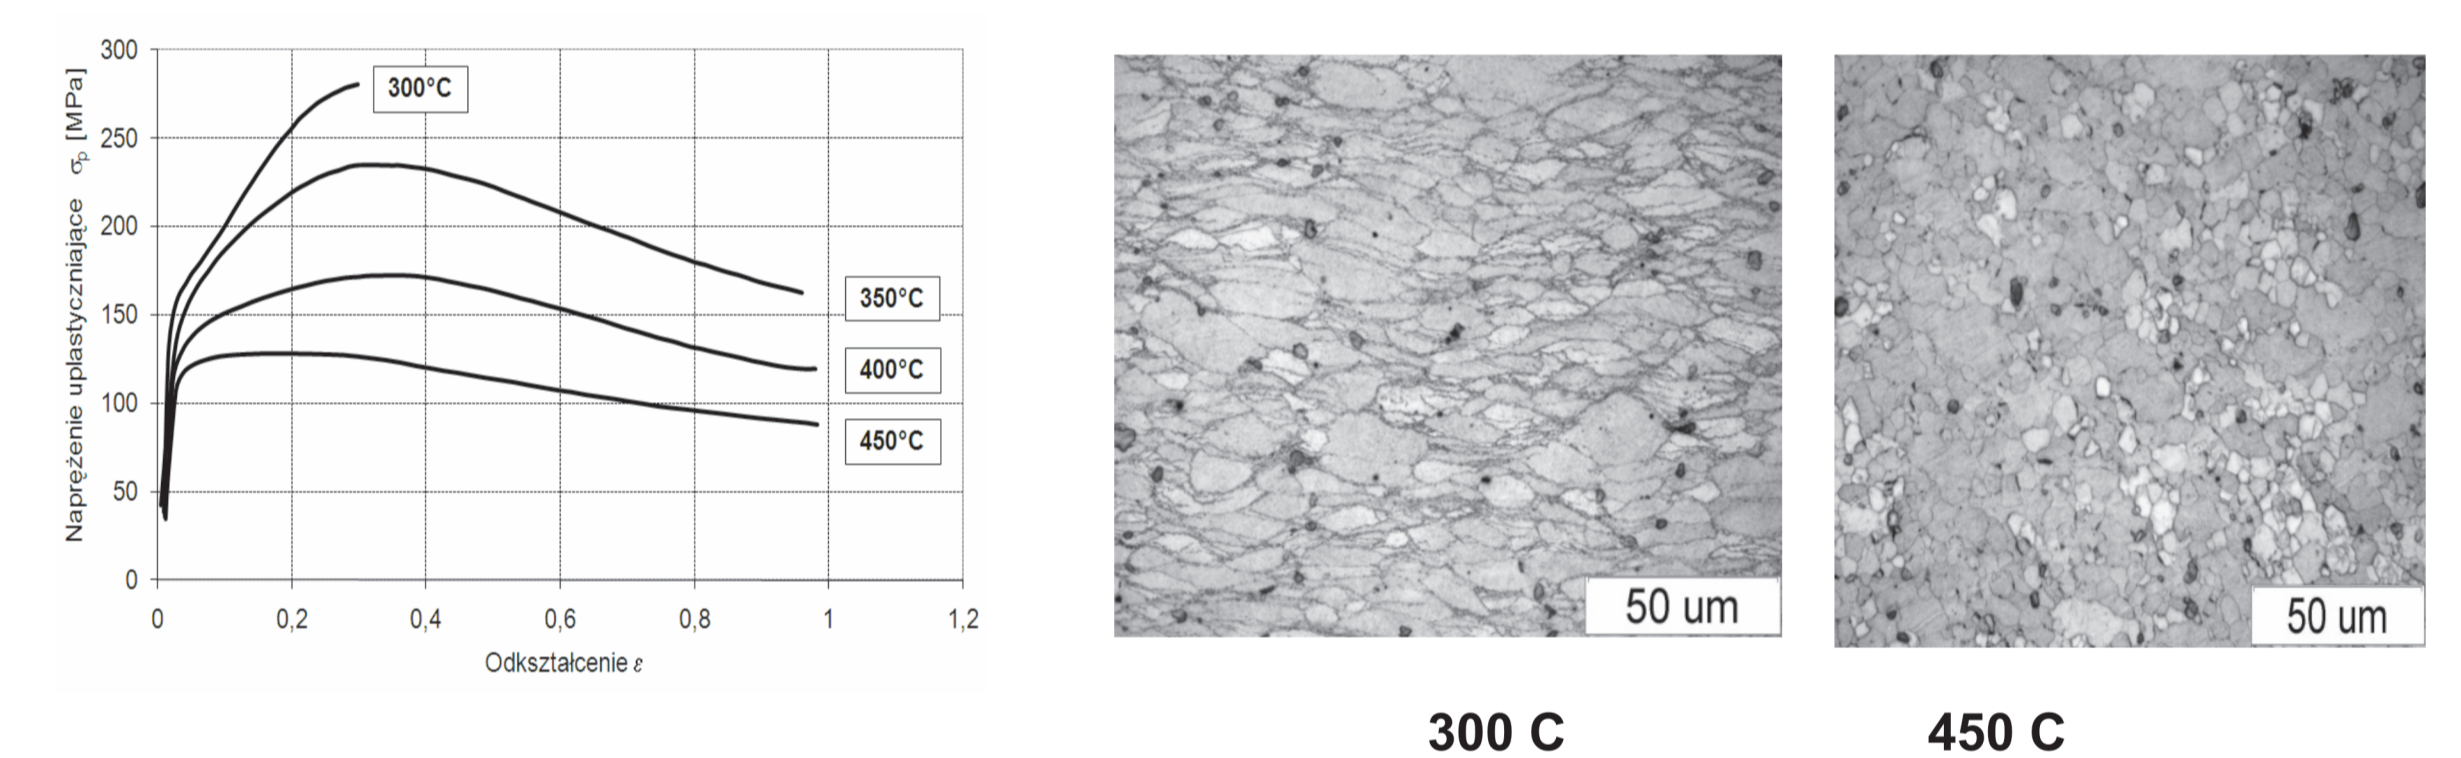 Naprężenie uplastyczniające σp [MPa]
300
250
200
150
100
50
0
0 0,2 0,4 0,6 0,8 1 1,2
Odkształcenie ε
300°C
350°C
400°C
450°C
50 um
50 um
300 C
450 C